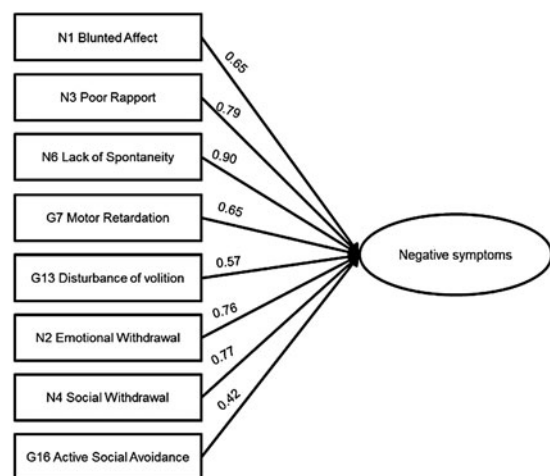 N1 Blunted Affect
0.65
N3 Poor Rapport
0.79
N6 Lack of Spontaneity
0.90
G7 Motor Retardation
0.65
Negative symptoms
G13 Disturbance of volition
0.57
N2 Emotional Withdrawal
0.76
N4 Social Withdrawal
0.77
G16 Active Social Avoidance
0.42